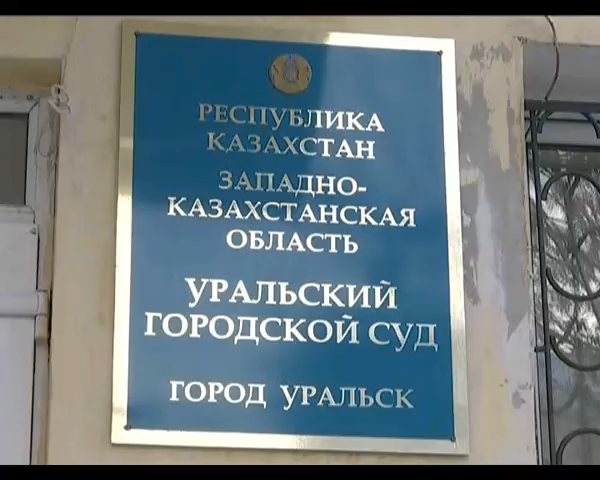 РЕСПУБЛИКА
КАЗАХСТАН
ЗАПАДНО-
КАЗАХСТАНСКАЯ
ОБЛАСТЬ
УРАЛЬСКИЙ
ГОРОДСКОЙ СУД
ГОРОД УРАЛЬСК